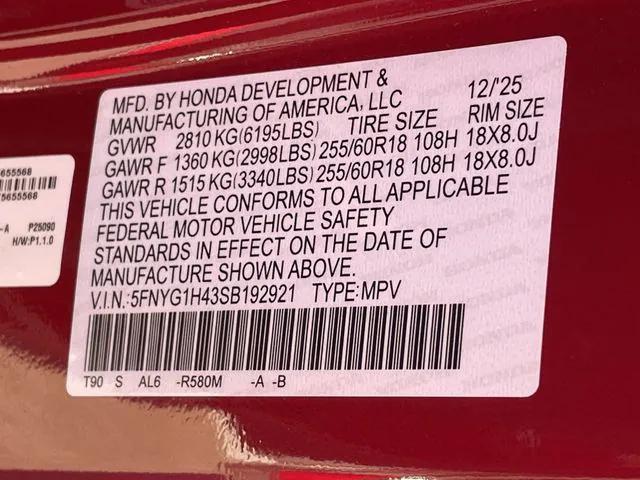 MFD. BY HONDA DEVELOPMENT &
MANUFACTURING OF AMERICA, LLC 12/'25
GVWR 2810 KG(6195LBS) TIRE SIZE RIM SIZE
GAWR F 1360 KG(2998LBS) 255/60R18 108H 18X8.0J
GAWR R 1515 KG(3340LBS) 255/60R18 108H 18X8.0J
THIS VEHICLE CONFORMS TO ALL APPLICABLE
FEDERAL MOTOR VEHICLE SAFETY
STANDARDS IN EFFECT ON THE DATE OF
MANUFACTURE SHOWN ABOVE.
V.I.N.:5FNYG1H43SB192921 TYPE:MPV
T90 S AL6 -R580M -A -B
5655568
5655568
-A P25090
H/W:P1.1.0